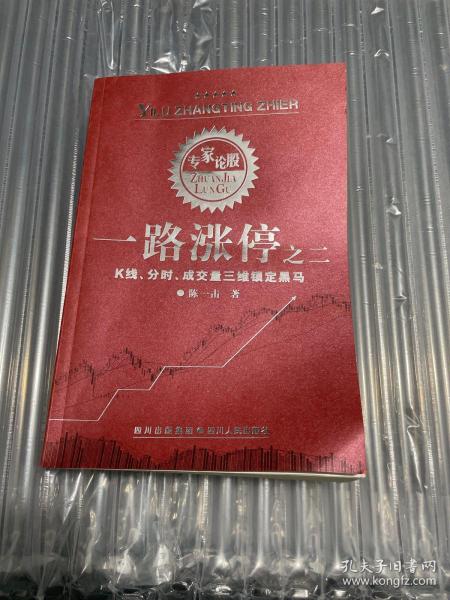 YILU ZHANGTING ZHIER
专家论股
ZHUANJIA
LUNGU
一路涨停之二
K线、分时、成交量三维锁定黑马
陈一击 著
四川出版集团 四川人民出版社
孔夫子旧书网
www.kongfz.com